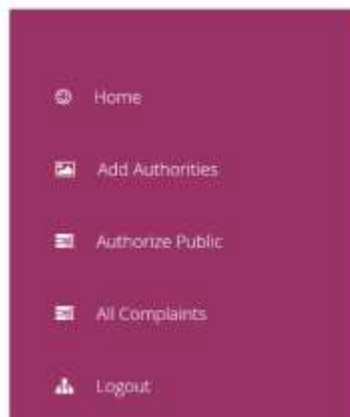 Home
Add Authorities
Authorize Public
All Complaints
Logout